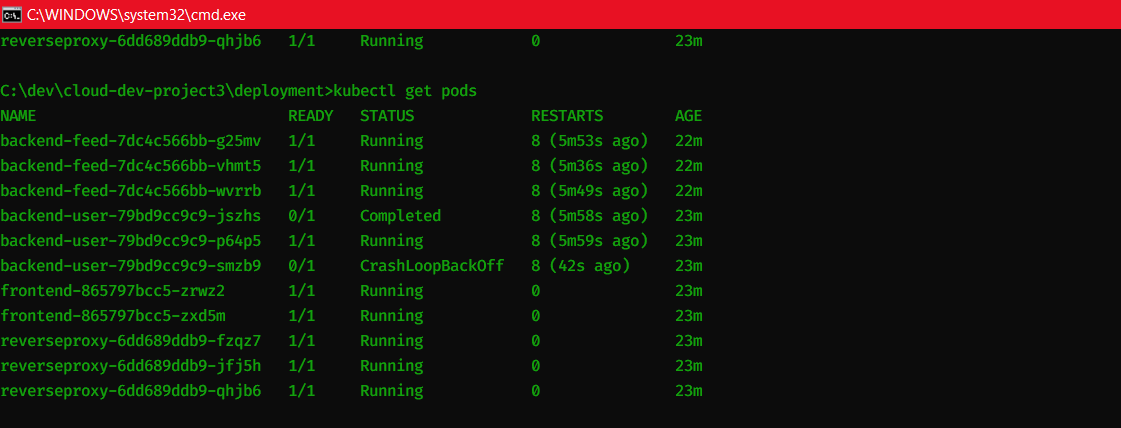 C:\WINDOWS\system32\cmd.exe
reverseproxy-6dd689ddb9-qhjb6 1/1 Running 0 23m
C:\dev\cloud-dev-project3\deployment>kubectl get pods
NAME READY STATUS RESTARTS AGE
backend-feed-7dc4c566bb-g25mv 1/1 Running 8 (5m53s ago) 22m
backend-feed-7dc4c566bb-vhmt5 1/1 Running 8 (5m36s ago) 22m
backend-feed-7dc4c566bb-wvrrb 1/1 Running 8 (5m49s ago) 22m
backend-user-79bd9cc9c9-jszhs 0/1 Completed 8 (5m58s ago) 23m
backend-user-79bd9cc9c9-p64p5 1/1 Running 8 (5m59s ago) 23m
backend-user-79bd9cc9c9-smzb9 0/1 CrashLoopBackOff 8 (42s ago) 23m
frontend-865797bcc5-zrwz2 1/1 Running 0 23m
frontend-865797bcc5-zxd5m 1/1 Running 0 23m
reverseproxy-6dd689ddb9-fzqz7 1/1 Running 0 23m
reverseproxy-6dd689ddb9-jfj5h 1/1 Running 0 23m
reverseproxy-6dd689ddb9-qhjb6 1/1 Running 0 23m